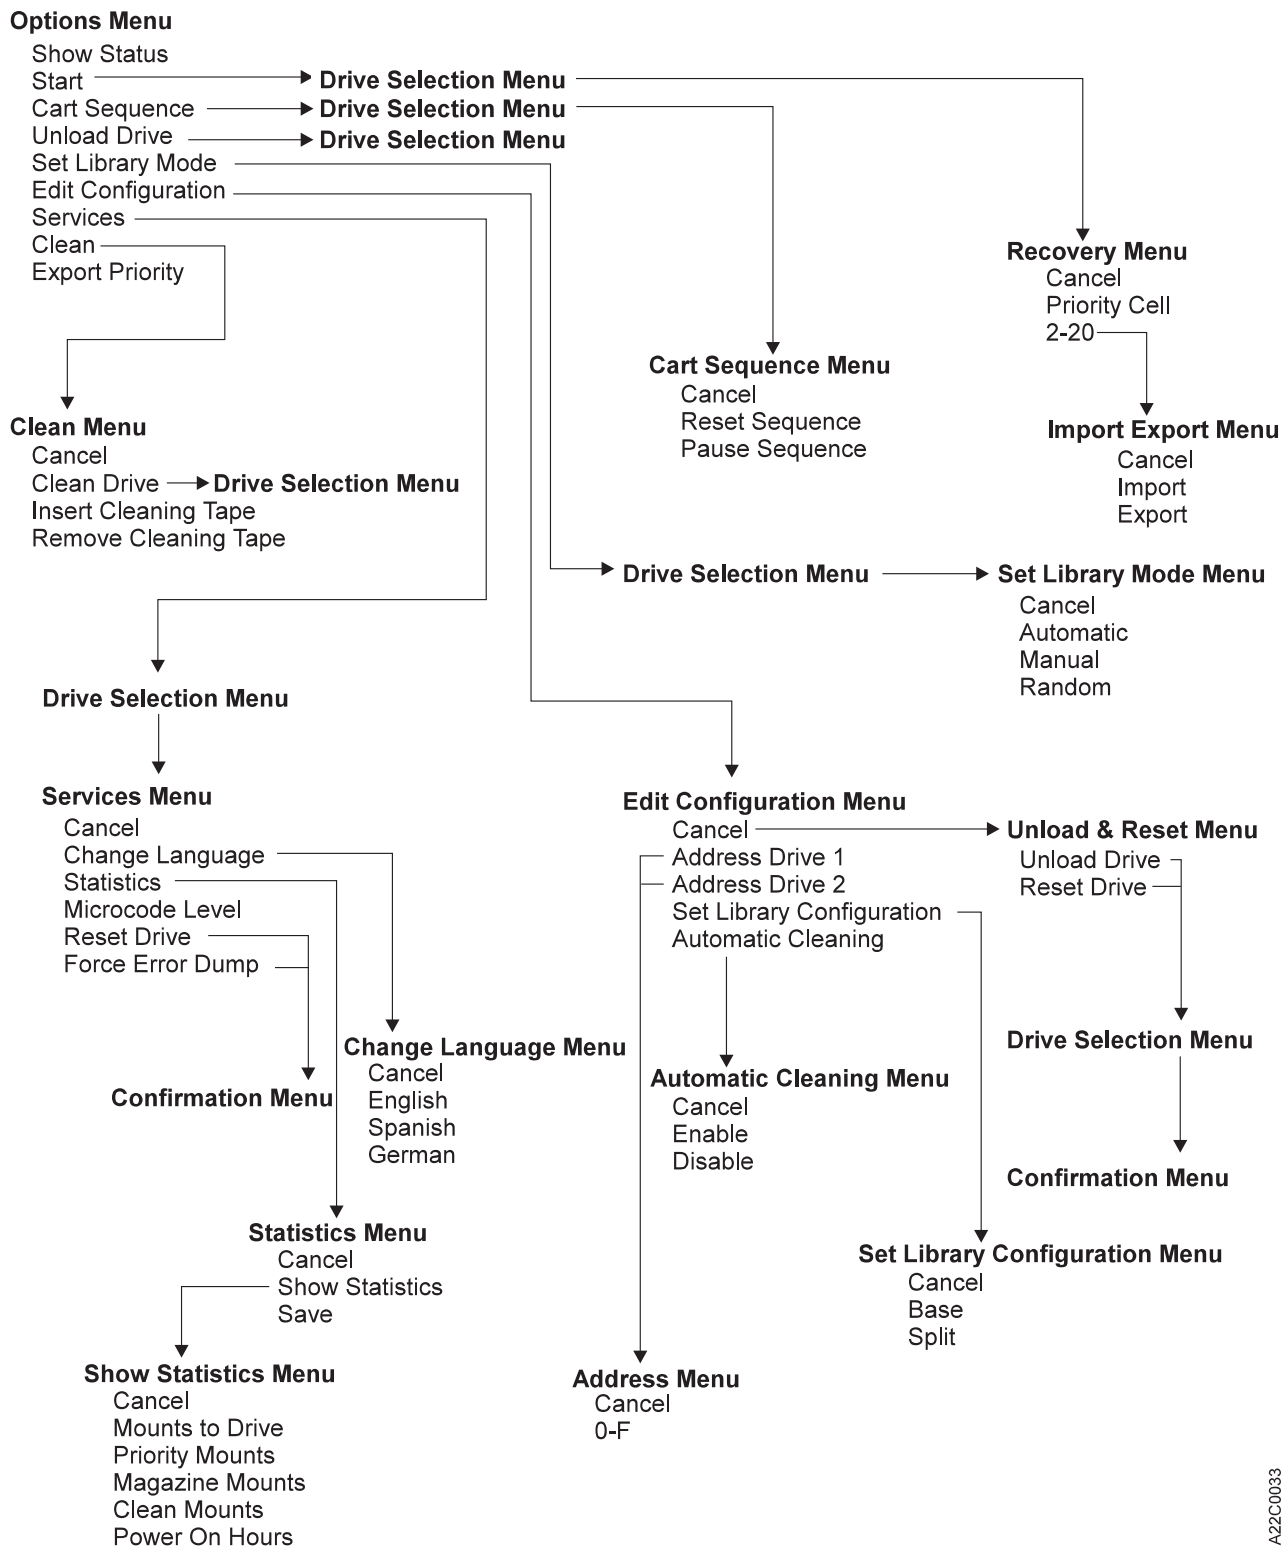 Options Menu
Show Status
Start
Drive Selection Menu
Cart Sequence
Drive Selection Menu
Unload Drive
Drive Selection Menu
Set Library Mode
Edit Configuration
Services
Clean
Export Priority
Recovery Menu
Cancel
Priority Cell
2-20
Cart Sequence Menu
Cancel
Reset Sequence
Pause Sequence
Import Export Menu
Cancel
Import
Export
Clean Menu
Cancel
Clean Drive
Drive Selection Menu
Insert Cleaning Tape
Remove Cleaning Tape
Drive Selection Menu
Set Library Mode Menu
Cancel
Automatic
Manual
Random
Drive Selection Menu
Services Menu
Cancel
Change Language
Statistics
Microcode Level
Reset Drive
Force Error Dump
Edit Configuration Menu
Cancel
Address Drive 1
Address Drive 2
Set Library Configuration
Automatic Cleaning
Unload & Reset Menu
Unload Drive
Reset Drive
Drive Selection Menu
Confirmation Menu
Change Language Menu
Cancel
English
Spanish
German
Confirmation Menu
Automatic Cleaning Menu
Cancel
Enable
Disable
Statistics Menu
Cancel
Show Statistics
Save
Set Library Configuration Menu
Cancel
Base
Split
Show Statistics Menu
Cancel
Mounts to Drive
Priority Mounts
Magazine Mounts
Clean Mounts
Power On Hours
Address Menu
Cancel
0-F
A22C0033